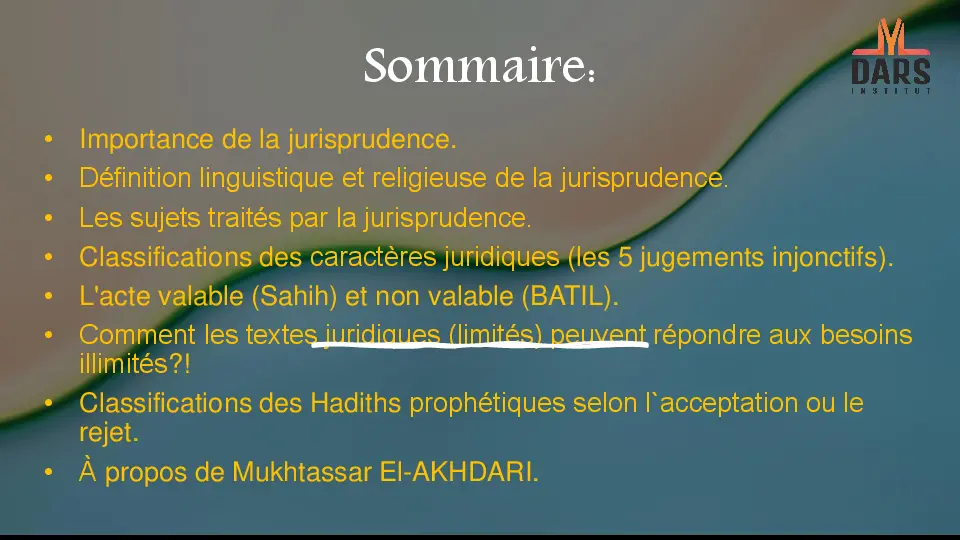 Sommaire:
DARS
INSTITUT
• Importance de la jurisprudence.
• Définition linguistique et religieuse de la jurisprudence.
• Les sujets traités par la jurisprudence.
• Classifications des caractères juridiques (les 5 jugements injonctifs).
• L'acte valable (Sahih) et non valable (BATIL).
• Comment les textes juridiques (limités) peuvent répondre aux besoins
illimités?!
• Classifications des Hadiths prophétiques selon l`acceptation ou le
rejet.
• À propos de Mukhtassar El-AKHDARI.